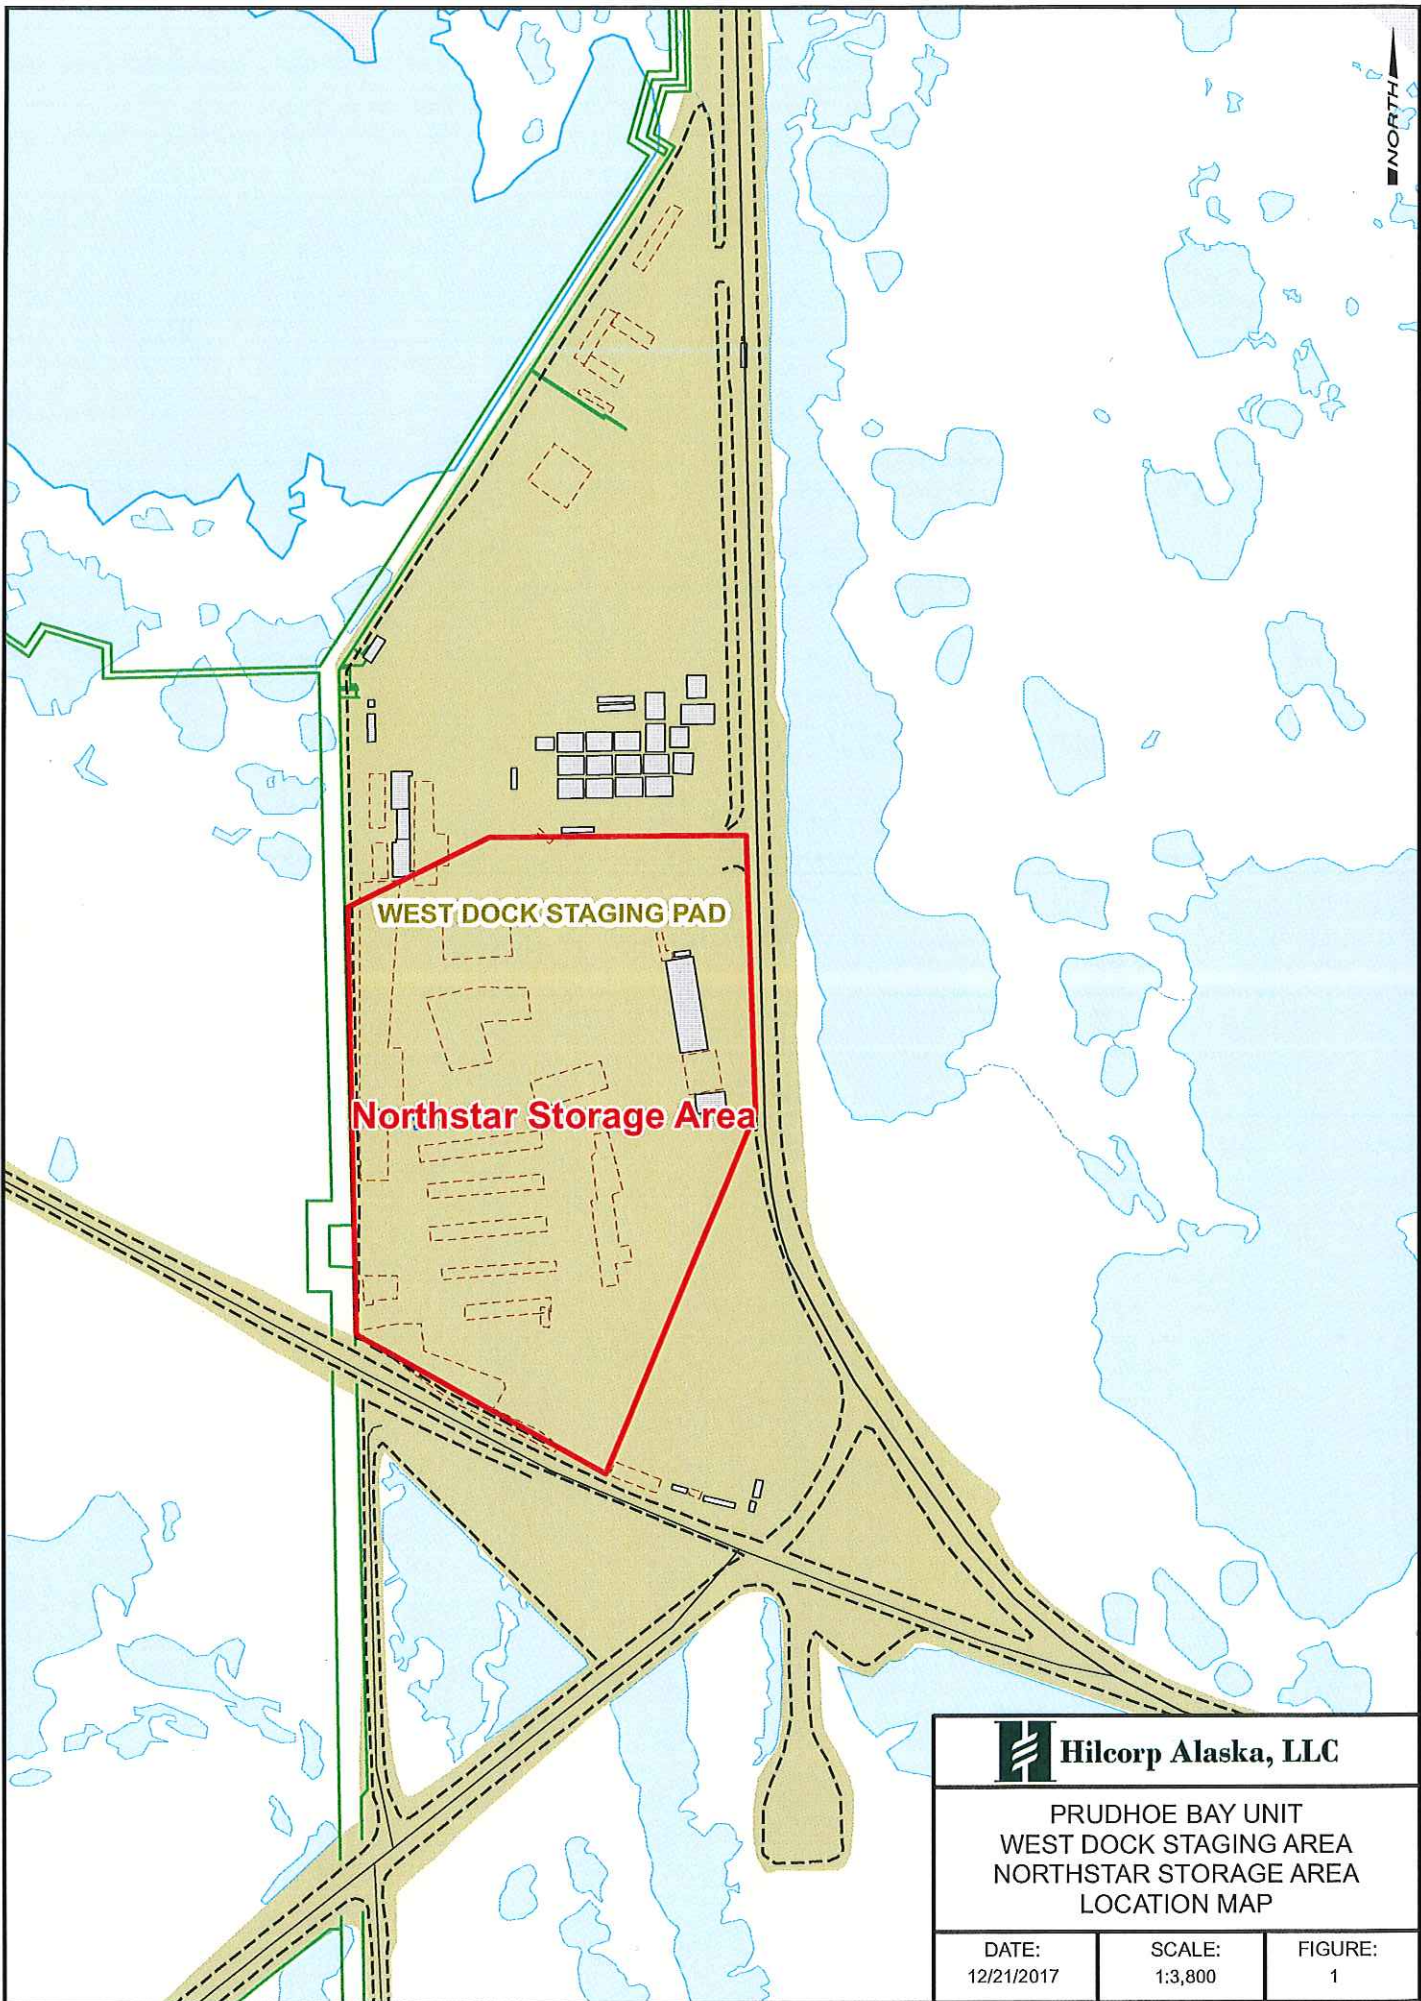 NORTH
WEST DOCK STAGING PAD
Northstar Storage Area
Hilcorp Alaska, LLC
PRUDHOE BAY UNIT
WEST DOCK STAGING AREA
NORTHSTAR STORAGE AREA
LOCATION MAP
DATE:
12/21/2017
SCALE:
1:3,800
FIGURE:
1